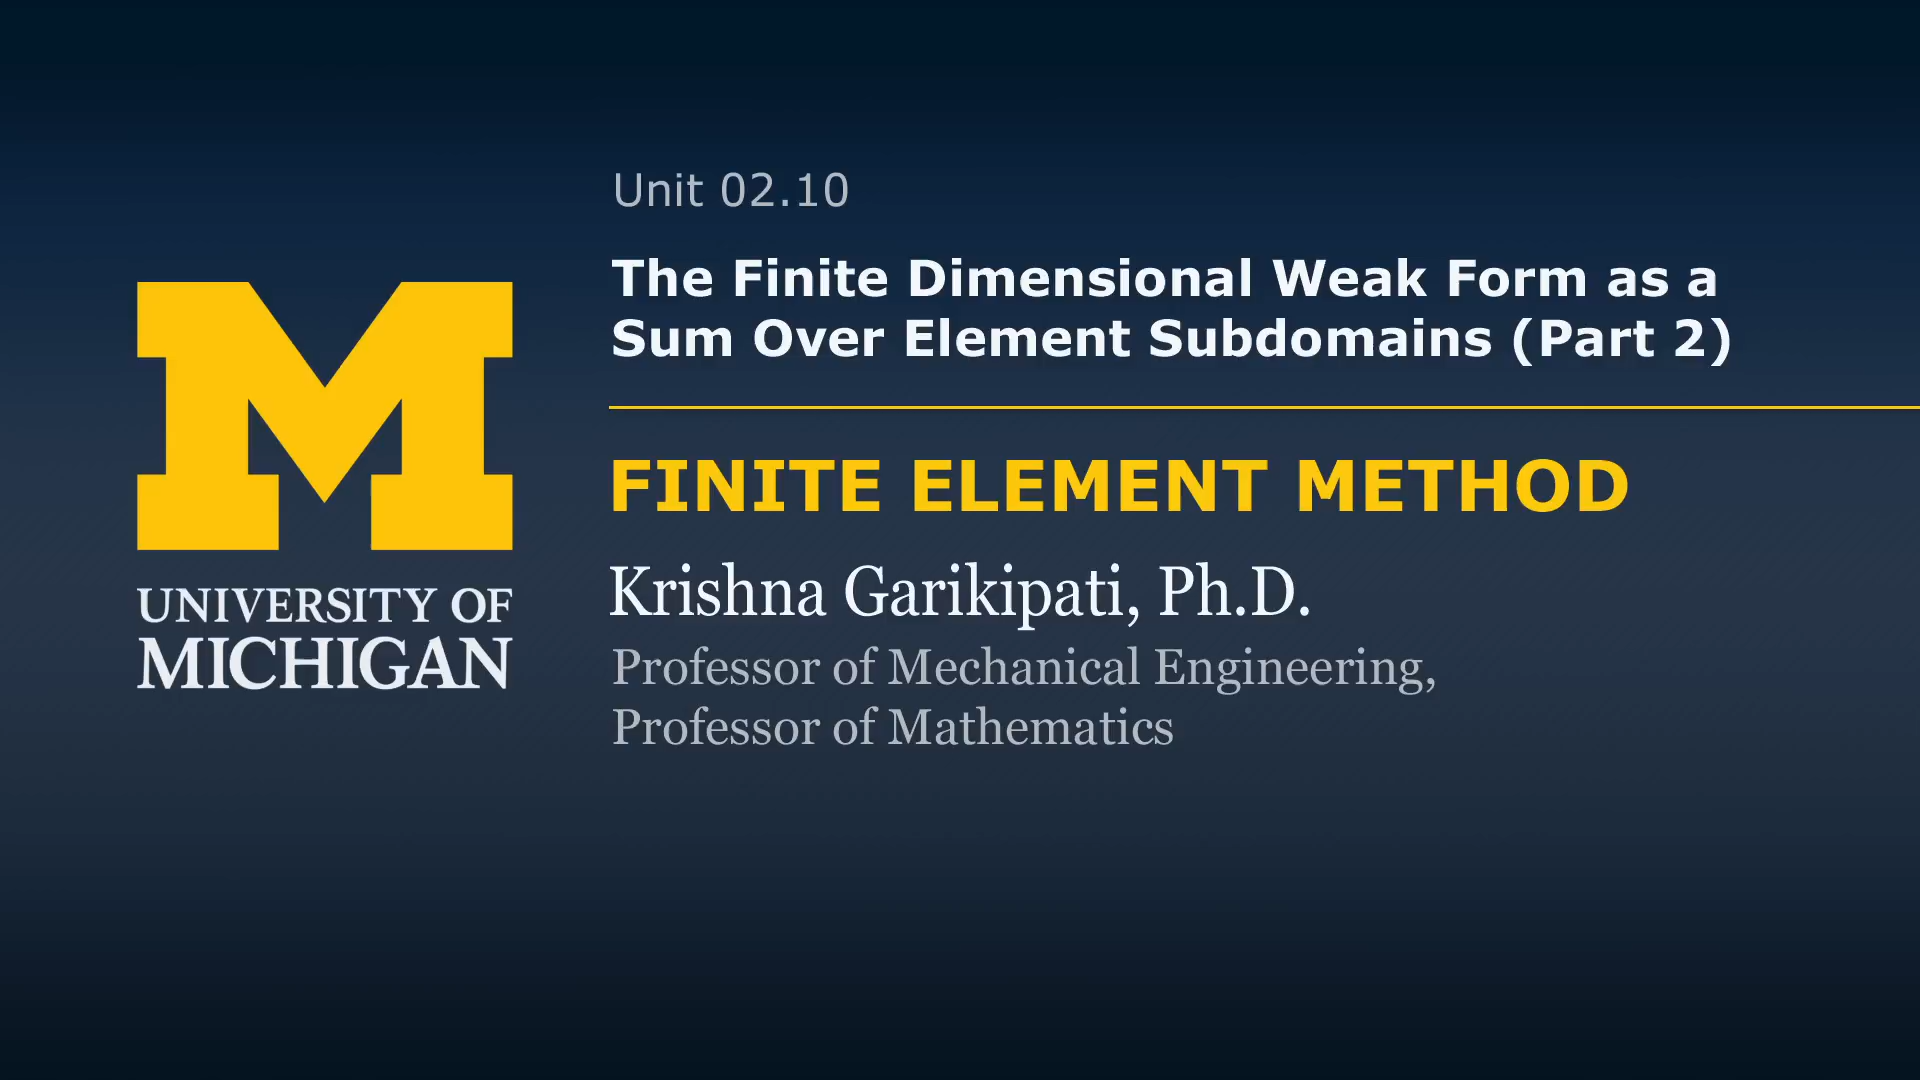 Unit 02.10
The Finite Dimensional Weak Form as a
Sum Over Element Subdomains (Part 2)
FINITE ELEMENT METHOD
Krishna Garikipati, Ph.D.
Professor of Mechanical Engineering,
Professor of Mathematics
M
UNIVERSITY OF
MICHIGAN